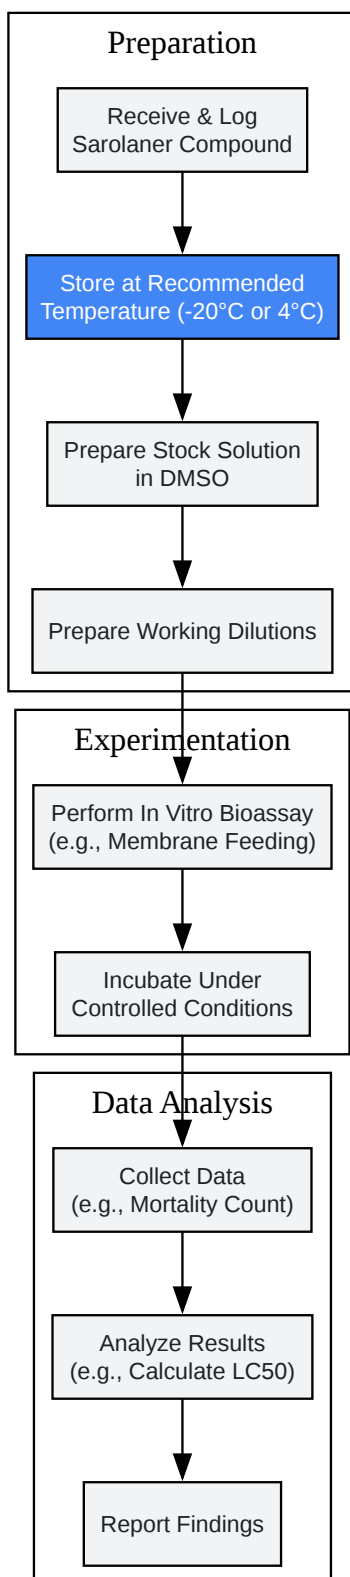 Preparation
Receive & Log
Sarolaner Compound
Store at Recommended
Temperature (-20°C or 4°C)
Prepare Stock Solution
in DMSO
Prepare Working Dilutions
Experimentation
Perform In Vitro Bioassay
(e.g., Membrane Feeding)
Incubate Under
Controlled Conditions
Data Analysis
Collect Data
(e.g., Mortality Count)
Analyze Results
(e.g., Calculate LC50)
Report Findings